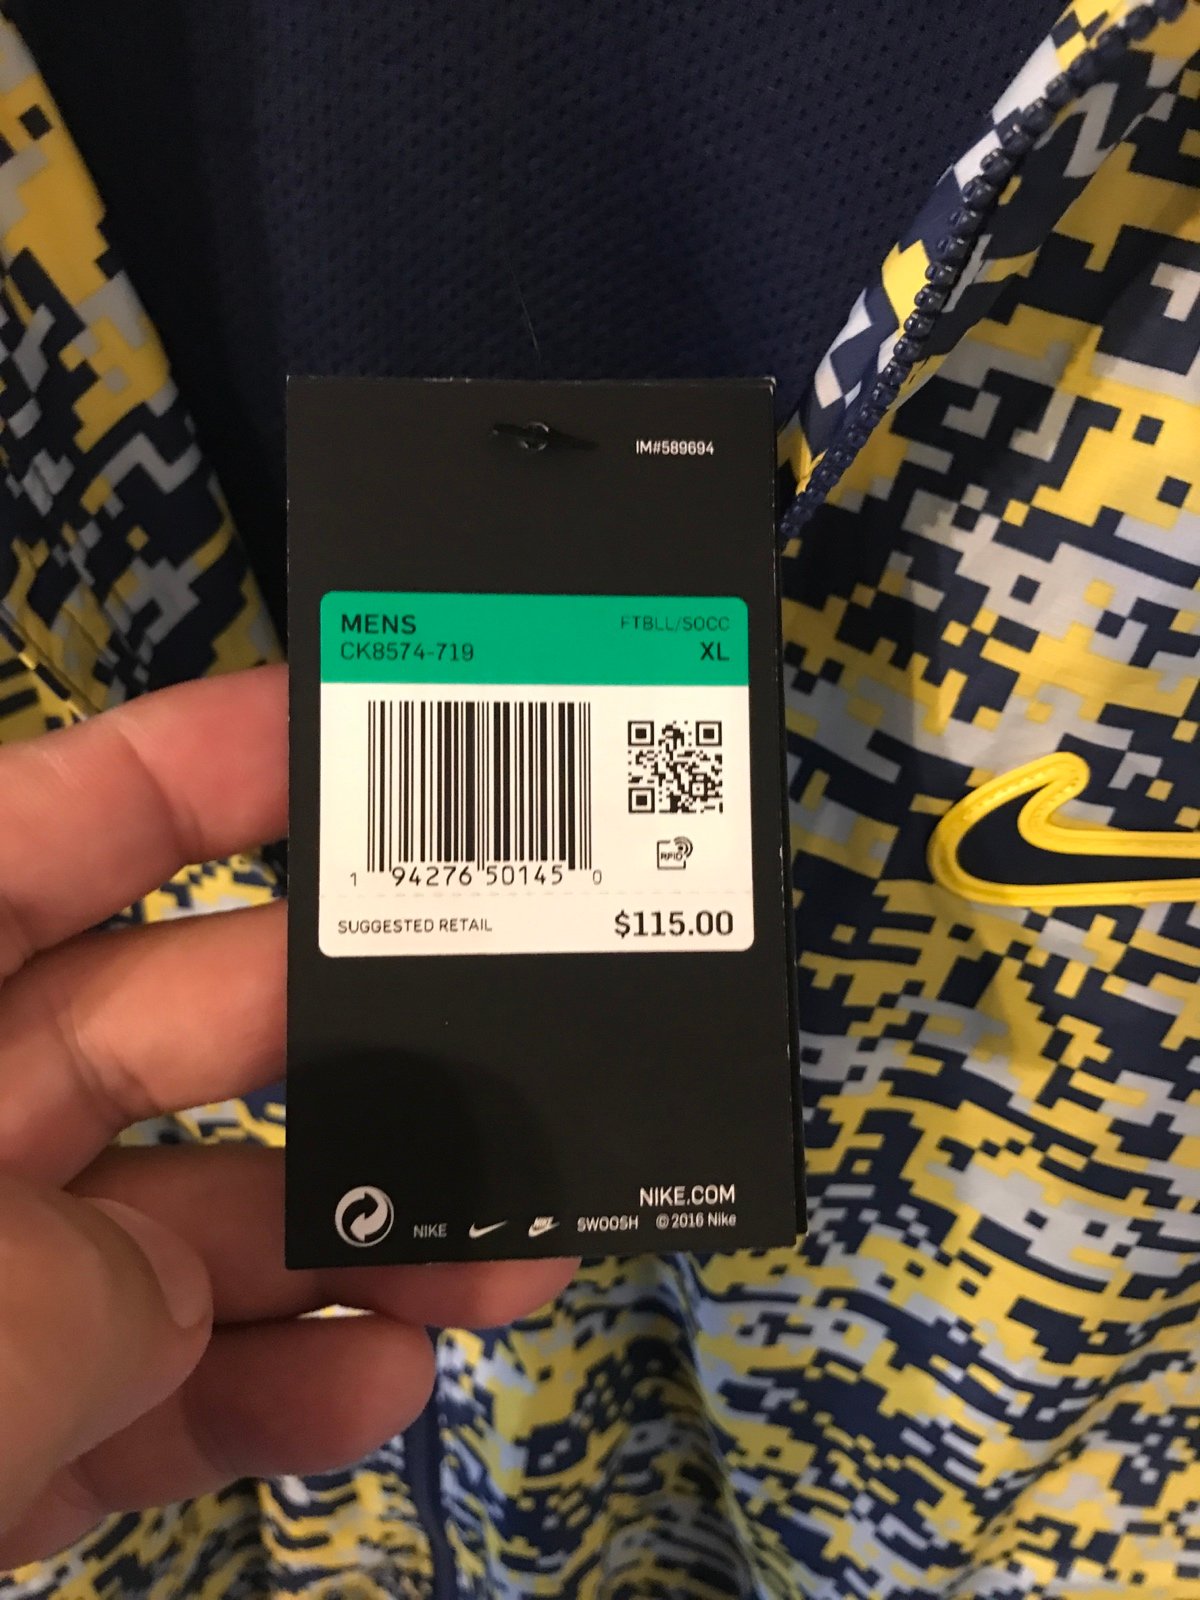 IM#589694
MENS FTBLL/SOCC
CK8574-719 XL
RFID
1 94276 50145 0
SUGGESTED RETAIL $115.00
NIKE.COM
NIKE NIKE SWOOSH © 2016 Nike